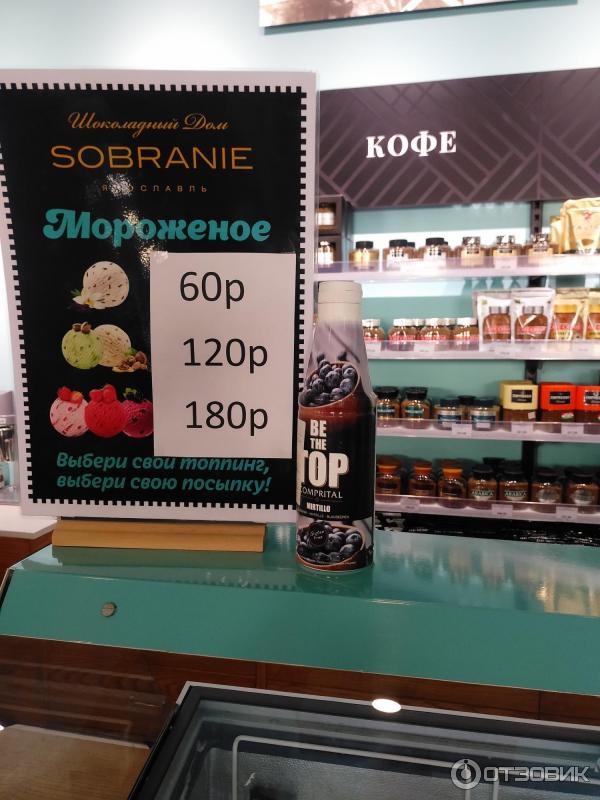 Шоколадный Дом
SOBRANIE
ЯРОСЛАВЛЬ
Мороженое
60р
120р
180р
Выбери свой топпинг,
выбери свою посыпку!
КОФЕ
BE
THE
TOP
COMPRITAL
MIRTILLO
ОТЗОВИК